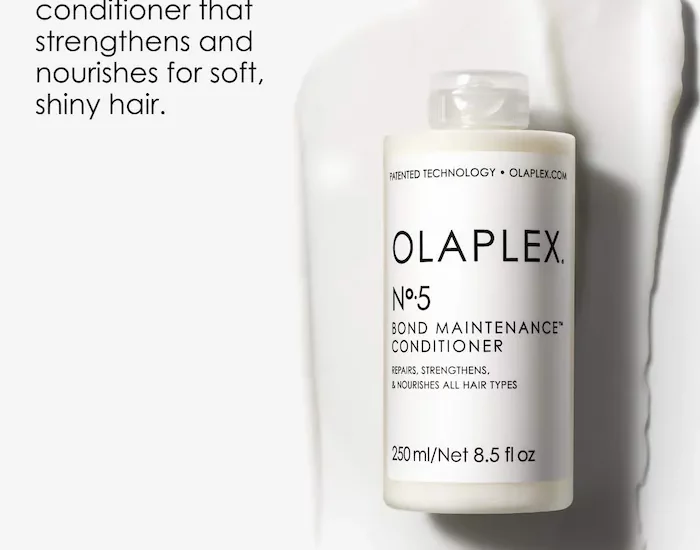 conditioner that
strengthens and
nourishes for soft,
shiny hair.
PATENTED TECHNOLOGY • OLAPLEX.COM
OLAPLEX.
Nº.5
BOND MAINTENANCE™
CONDITIONER
REPAIRS, STRENGTHENS,
& NOURISHES ALL HAIR TYPES
250 ml/Net 8.5 fl oz